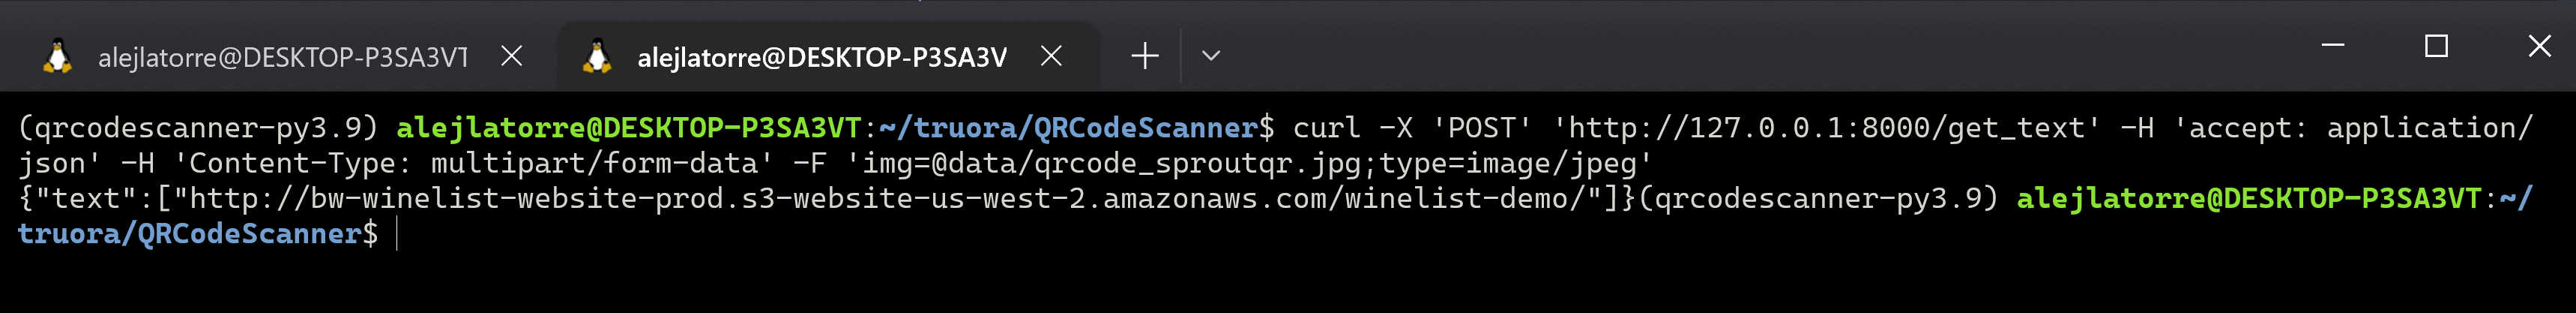 alejlatorre@DESKTOP-P3SA3VT
alejlatorre@DESKTOP-P3SA3V
(qrcodescanner-py3.9) alejlatorre@DESKTOP-P3SA3VT:~/truora/QRCodeScanner$ curl -X 'POST' 'http://127.0.0.1:8000/get_text' -H 'accept: application/
json' -H 'Content-Type: multipart/form-data' -F 'img=@data/qrcode_sproutqr.jpg;type=image/jpeg'
{"text":["http://bw-winelist-website-prod.s3-website-us-west-2.amazonaws.com/winelist-demo/"]}(qrcodescanner-py3.9) alejlatorre@DESKTOP-P3SA3VT:~/
truora/QRCodeScanner$